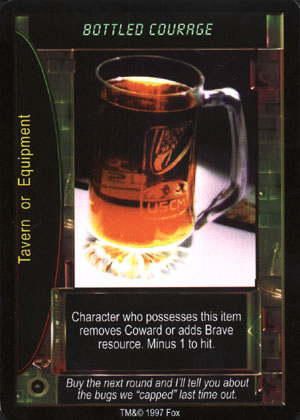 BOTTLED COURAGE
Tavern or Equipment
USCM
Character who possesses this item
removes Coward or adds Brave
resource. Minus 1 to hit.
Buy the next round and I'll tell you about
the bugs we “capped” last time out.
TM&© 1997 Fox